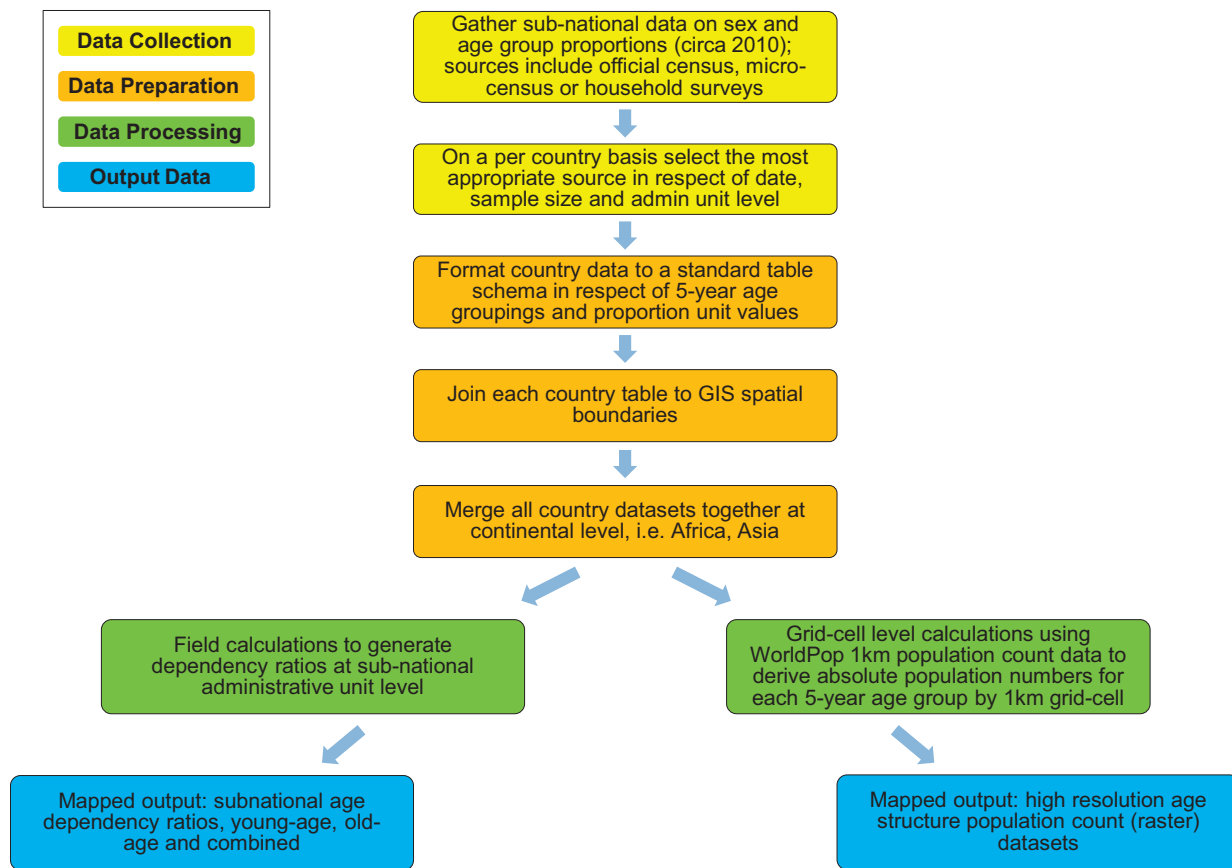 Data Collection
Data Preparation
Data Processing
Output Data
Gather sub-national data on sex and
age group proportions (circa 2010);
sources include official census, micro-
census or household surveys
On a per country basis select the most
appropriate source in respect of date,
sample size and admin unit level
Format country data to a standard table
schema in respect of 5-year age
groupings and proportion unit values
Join each country table to GIS spatial
boundaries
Merge all country datasets together at
continental level, i.e. Africa, Asia
Field calculations to generate
dependency ratios at sub-national
administrative unit level
Grid-cell level calculations using
WorldPop 1km population count data to
derive absolute population numbers for
each 5-year age group by 1km grid-cell
Mapped output: subnational age
dependency ratios, young-age, old-
age and combined
Mapped output: high resolution age
structure population count (raster)
datasets